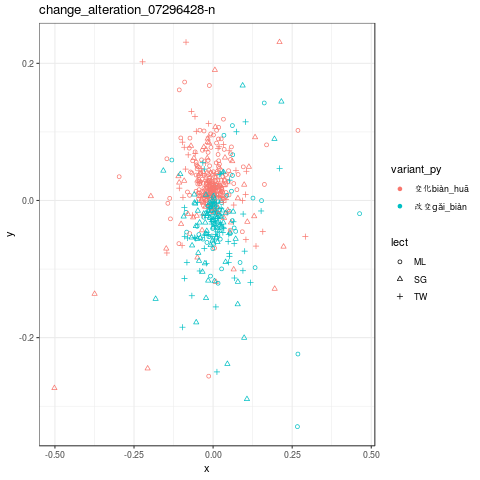 change_alteration_07296428-n
0.2
0.0
-0.2
y
-0.50
-0.25
0.00
0.25
0.50
x
variant_py
变化biàn_huā
改变gǎi_biàn
lect
ML
SG
TW